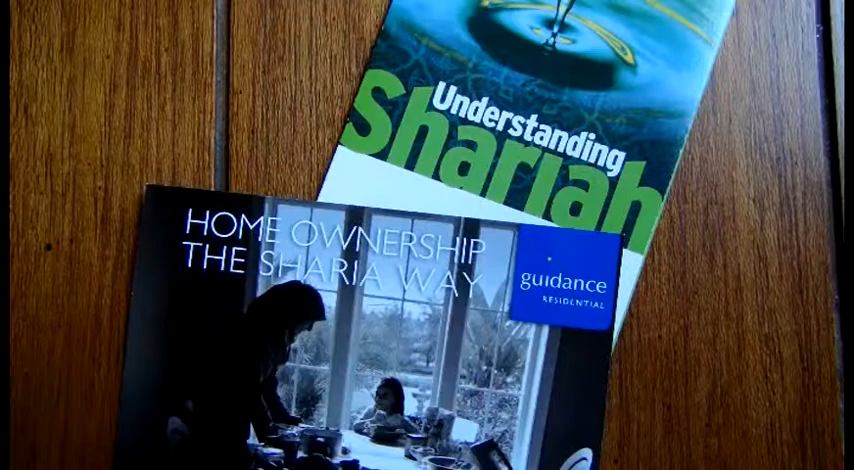 Understanding
Shariah
HOME OWNERSHIP
THE SHARIA WAY
guidance
RESIDENTIAL